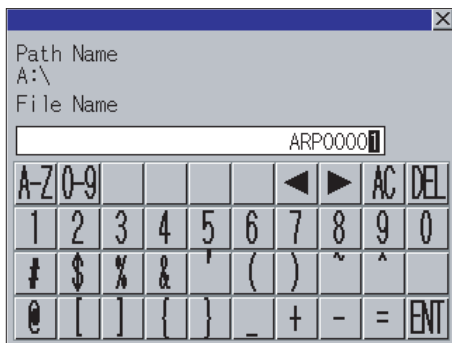 Path Name
A:\
File Name
ARP00001
A-Z 0-9 ◀ ▶ AC DEL
1 2 3 4 5 6 7 8 9 0
# $ % & ' ( ) ~ ^
@ [ ] { } _ + - = ENT